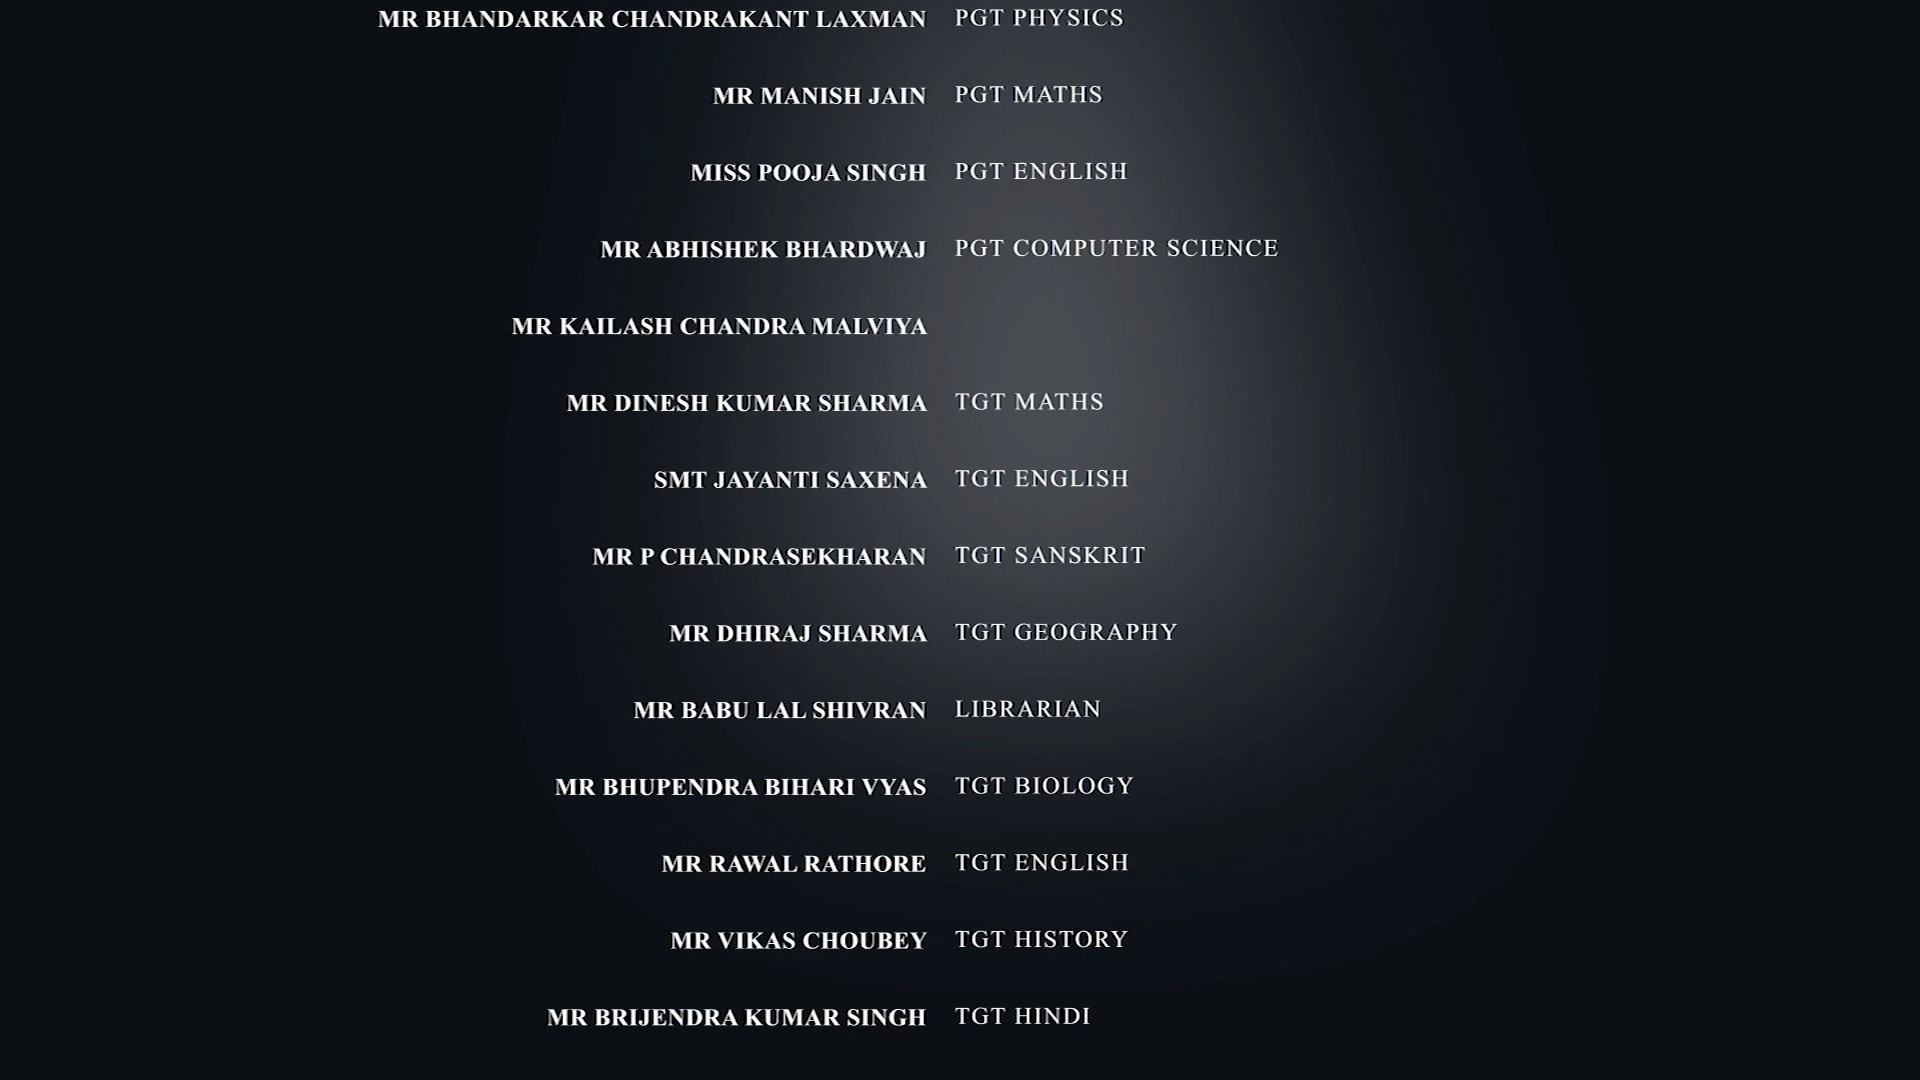 MR BHANDARKAR CHANDRAKANT LAXMAN PGT PHYSICS
MR MANISH JAIN PGT MATHS
MISS POOJA SINGH PGT ENGLISH
MR ABHISHEK BHARDWAJ PGT COMPUTER SCIENCE
MR KAILASH CHANDRA MALVIYA
MR DINESH KUMAR SHARMA TGT MATHS
SMT JAYANTI SAXENA TGT ENGLISH
MR P CHANDRASEKHARAN TGT SANSKRIT
MR DHIRAJ SHARMA TGT GEOGRAPHY
MR BABU LAL SHIVRAN LIBRARIAN
MR BHUPENDRA BIHARI VYAS TGT BIOLOGY
MR RAWAL RATHORE TGT ENGLISH
MR VIKAS CHOUBEY TGT HISTORY
MR BRIJENDRA KUMAR SINGH TGT HINDI